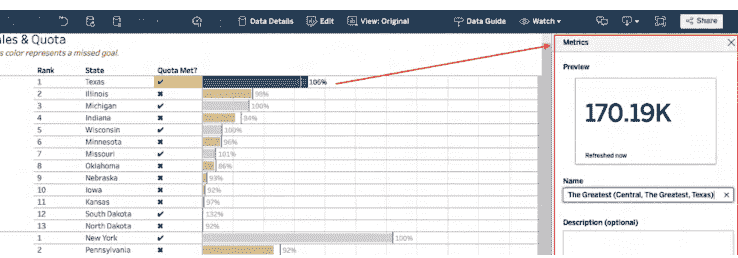 Data Details Edit View: Original Data Guide Watch Share
les & Quota
s color represents a missed goal.
Rank State Quota Met?
1 Texas ✔ 106%
2 Illinois ✖ 99%
3 Michigan ✔ 100%
4 Indiana ✖ 84%
5 Wisconsin ✔ 100%
6 Minnesota ✖ 96%
7 Missouri ✔ 101%
8 Oklahoma ✖ 86%
9 Nebraska ✖ 93%
10 Iowa ✖ 92%
11 Kansas ✖ 97%
12 South Dakota ✔ 132%
13 North Dakota ✖ 92%
1 New York ✔ 100%
2 Pennsylvania ✖ 92%
Metrics
Preview
170.19K
Refreshed now
Name
The Greatest (Central, The Greatest, Texas)
Description (optional)